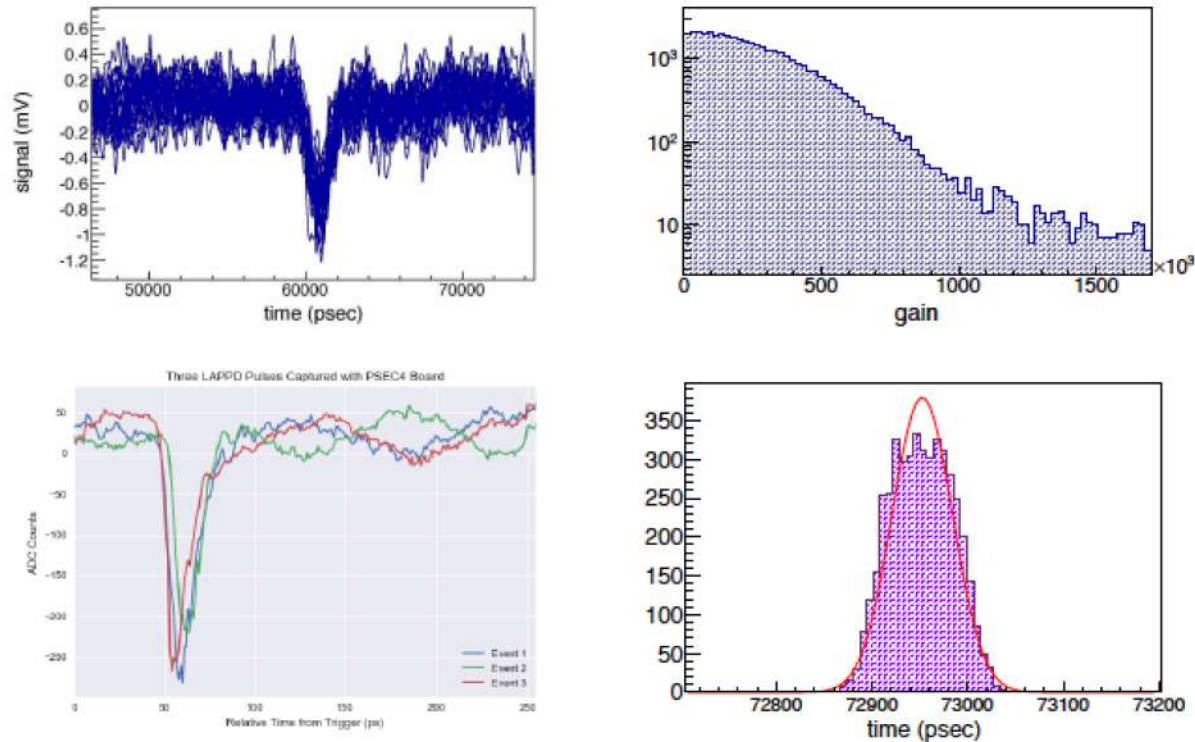 0.6
0.4
0.2
0
-0.2
-0.4
-0.6
-0.8
-1
-1.2
signal (mV)
50000 60000 70000
time (psec)
10³
10²
10
0 500 1000 1500 ×10³
gain
Three LAPPD Pulses Captured with PSEC4 Board
50
0
−50
−100
−150
−200
−250
ADC Counts
Event 1
Event 2
Event 3
0 50 100 150 200 250
Relative Time from Trigger (ps)
350
300
250
200
150
100
50
0
72800 72900 73000 73100 73200
time (psec)